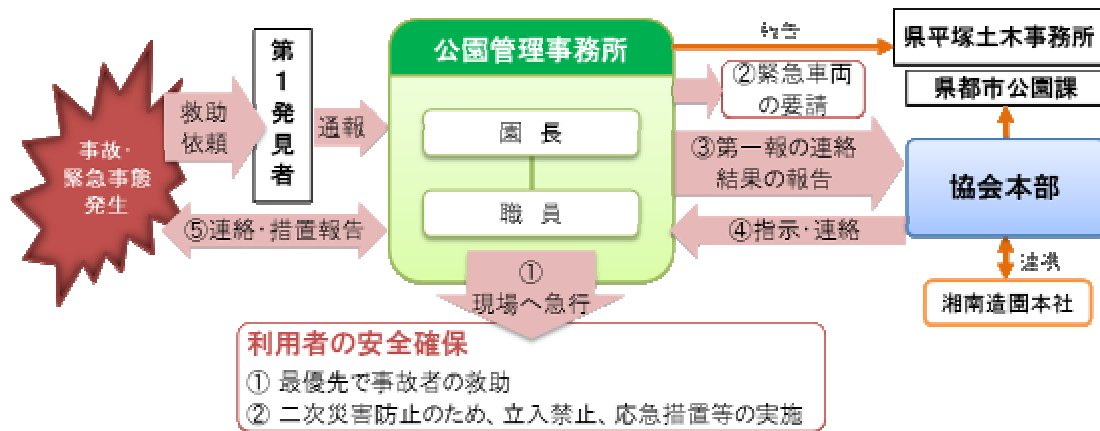 事故・
緊急事態
発生
救助
依頼
第1発見者
通報
公園管理事務所
園 長
職 員
報告
県平塚土木事務所
県都市公園課
②緊急車両
の要請
③第一報の連絡
結果の報告
協会本部
④指示・連絡
⑤連絡・措置報告
連携
湘南造園本社
①
現場へ急行
利用者の安全確保
① 最優先で事故者の救助
② 二次災害防止のため、立入禁止、応急措置等の実施